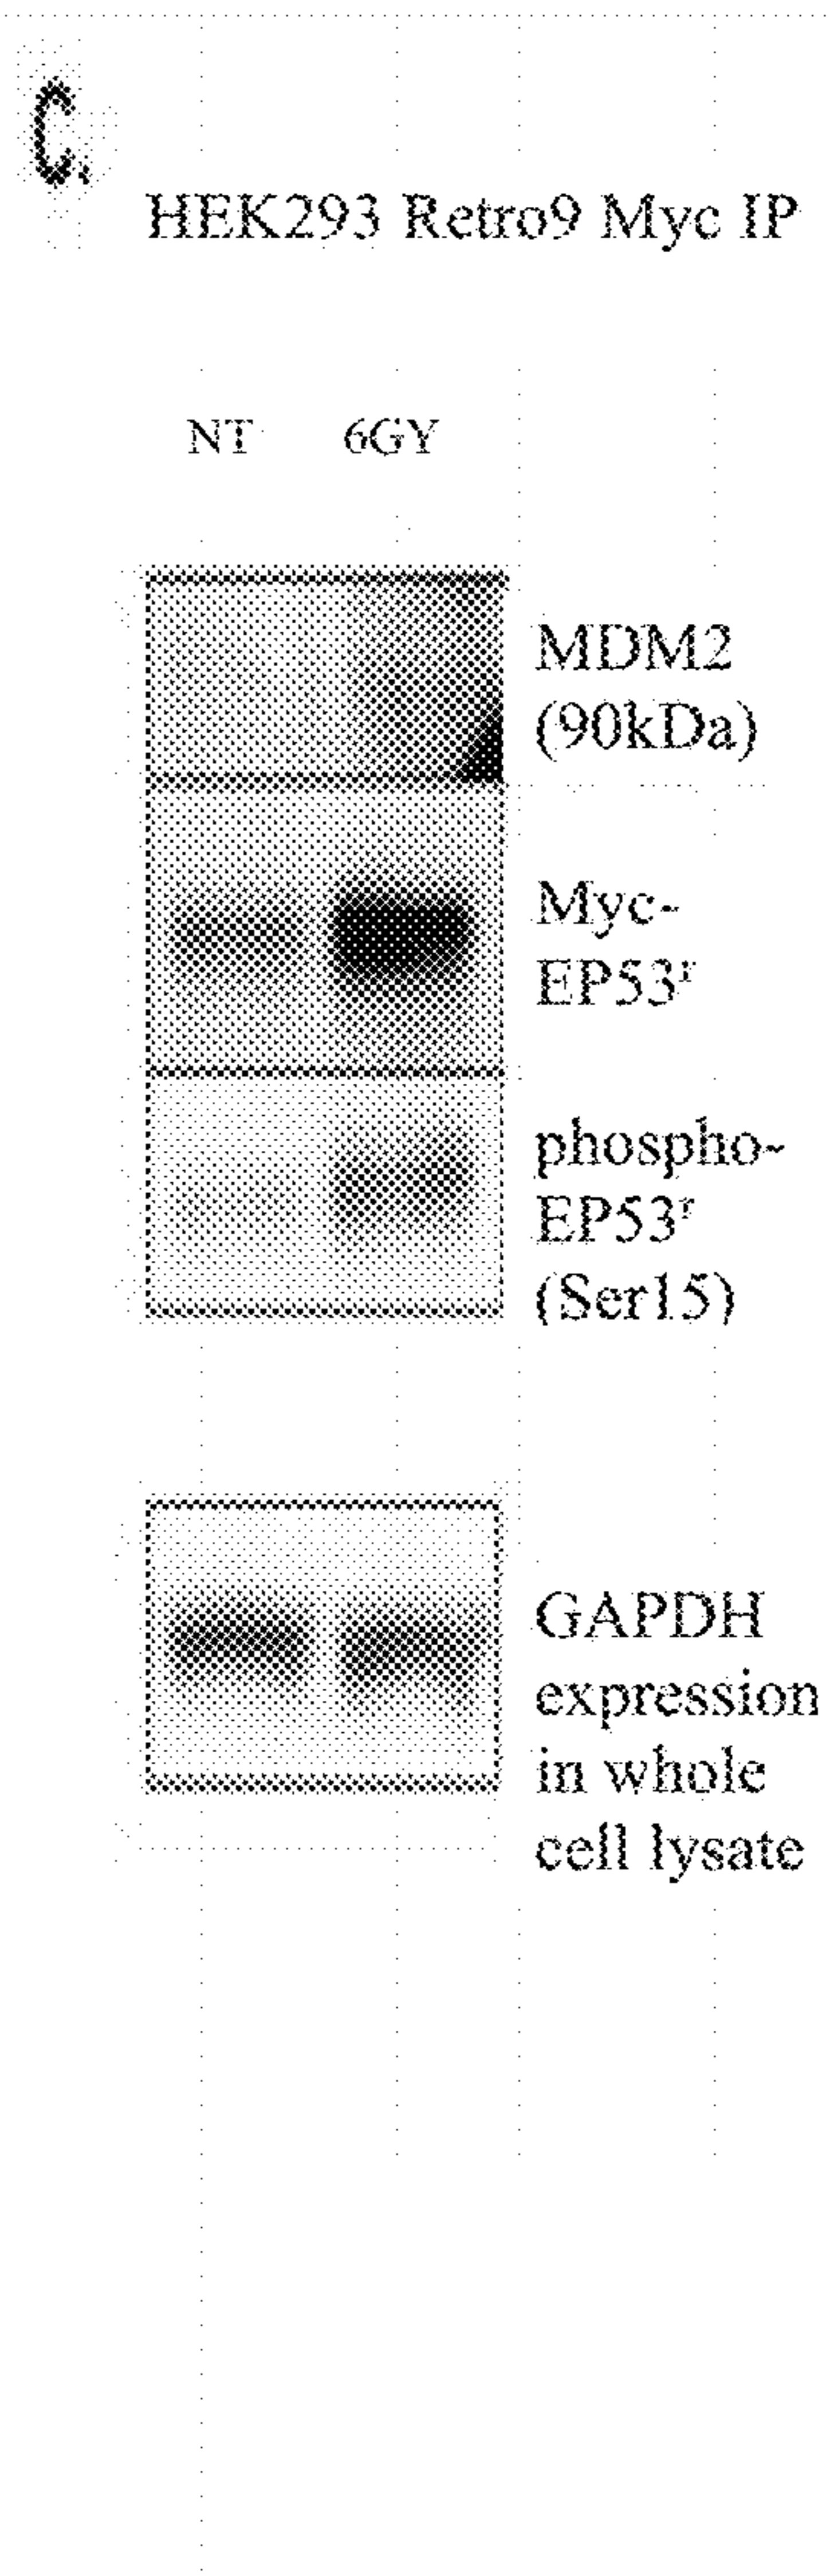 C.
HEK293 Retro9 Myc IP
NT 6GY
MDM2
(90kDa)
Myc-
EP53ʳ
phospho-
EP53ʳ
(Ser15)
GAPDH
expression
in whole
cell lysate